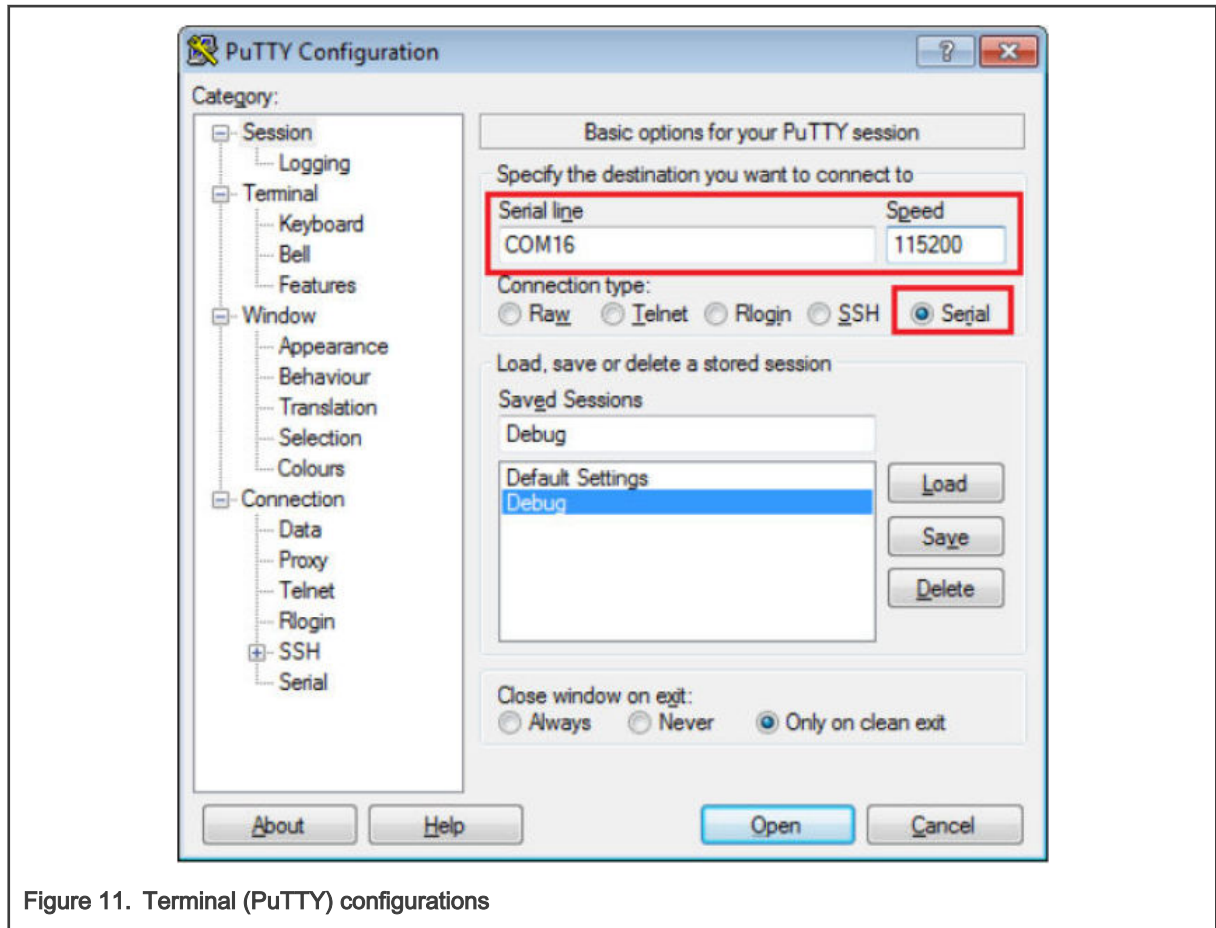 PuTTY Configuration
Category:
Session
Logging
Terminal
Keyboard
Bell
Features
Window
Appearance
Behaviour
Translation
Selection
Colours
Connection
Data
Proxy
Telnet
Rlogin
SSH
Serial
Basic options for your PuTTY session
Specify the destination you want to connect to
Serial line Speed
COM16 115200
Connection type:
Raw Telnet Rlogin SSH Serial
Load, save or delete a stored session
Saved Sessions
Debug
Default Settings
Debug
Load
Save
Delete
Close window on exit:
Always Never Only on clean exit
About Help Open Cancel
Figure 11. Terminal (PuTTY) configurations